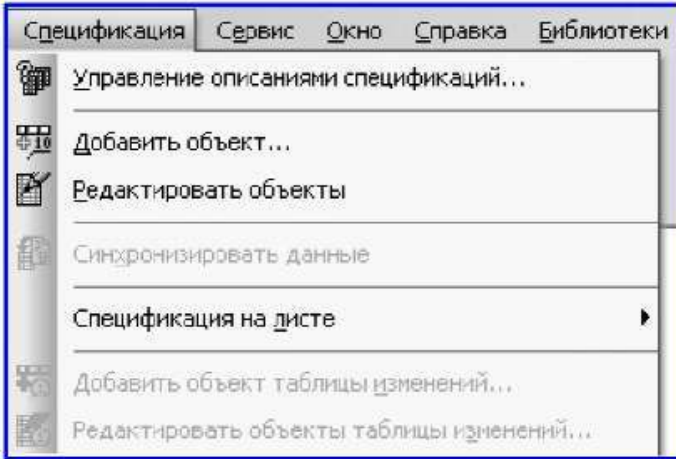 Спецификация Сервис Окно Справка Библиотеки
Управление описаниями спецификаций...
Добавить объект...
Редактировать объекты
Синхронизировать данные
Спецификация на листе
Добавить объект таблицы изменений...
Редактировать объекты таблицы изменений...